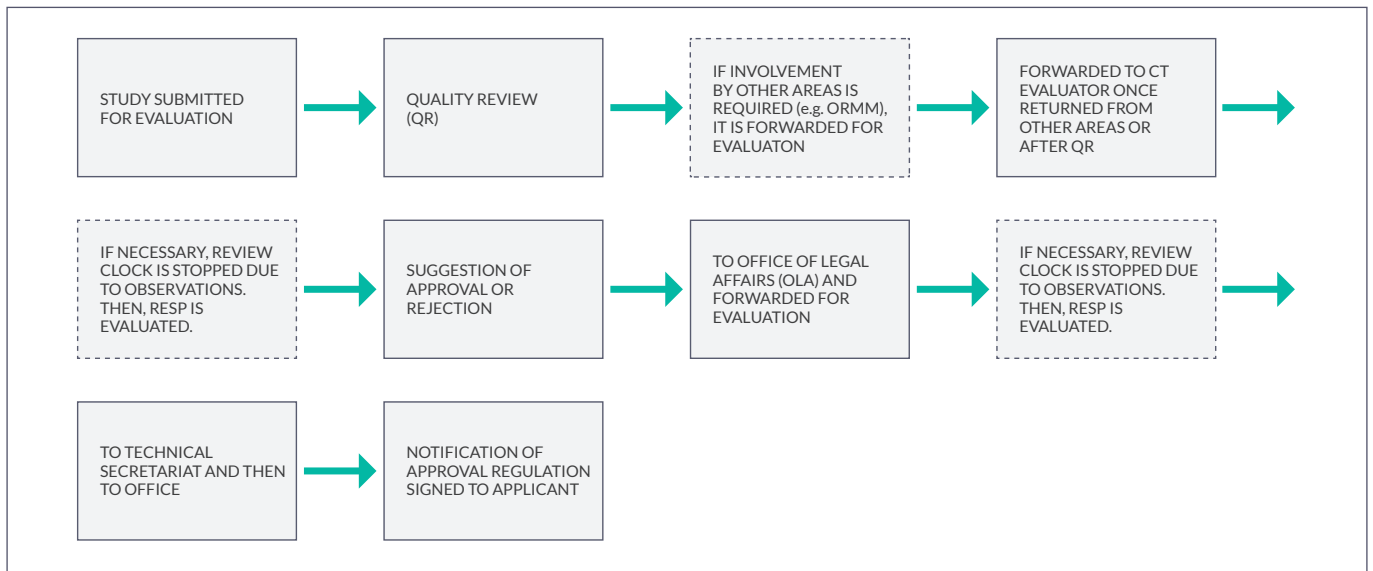 STUDY SUBMITTED
FOR EVALUATION
QUALITY REVIEW
(QR)
IF INVOLVEMENT
BY OTHER AREAS IS
REQUIRED (e.g. ORMM),
IT IS FORWARDED FOR
EVALUATON
FORWARDED TO CT
EVALUATOR ONCE
RETURNED FROM
OTHER AREAS OR
AFTER QR
IF NECESSARY, REVIEW
CLOCK IS STOPPED DUE
TO OBSERVATIONS.
THEN, RESP IS
EVALUATED.
SUGGESTION OF
APPROVAL OR
REJECTION
TO OFFICE OF LEGAL
AFFAIRS (OLA) AND
FORWARDED FOR
EVALUATION
IF NECESSARY, REVIEW
CLOCK IS STOPPED DUE
TO OBSERVATIONS.
THEN, RESP IS
EVALUATED.
TO TECHNICAL
SECRETARIAT AND THEN
TO OFFICE
NOTIFICATION OF
APPROVAL REGULATION
SIGNED TO APPLICANT